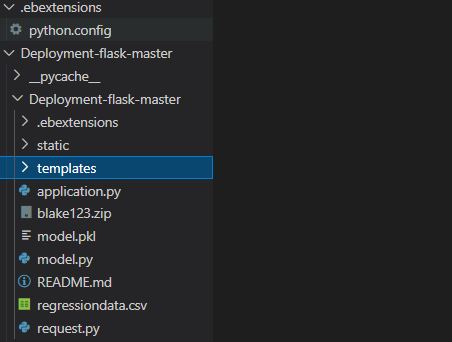 .ebextensions
python.config
Deployment-flask-master
__pycache__
Deployment-flask-master
.ebextensions
static
templates
application.py
blake123.zip
model.pkl
model.py
README.md
regressiondata.csv
request.py